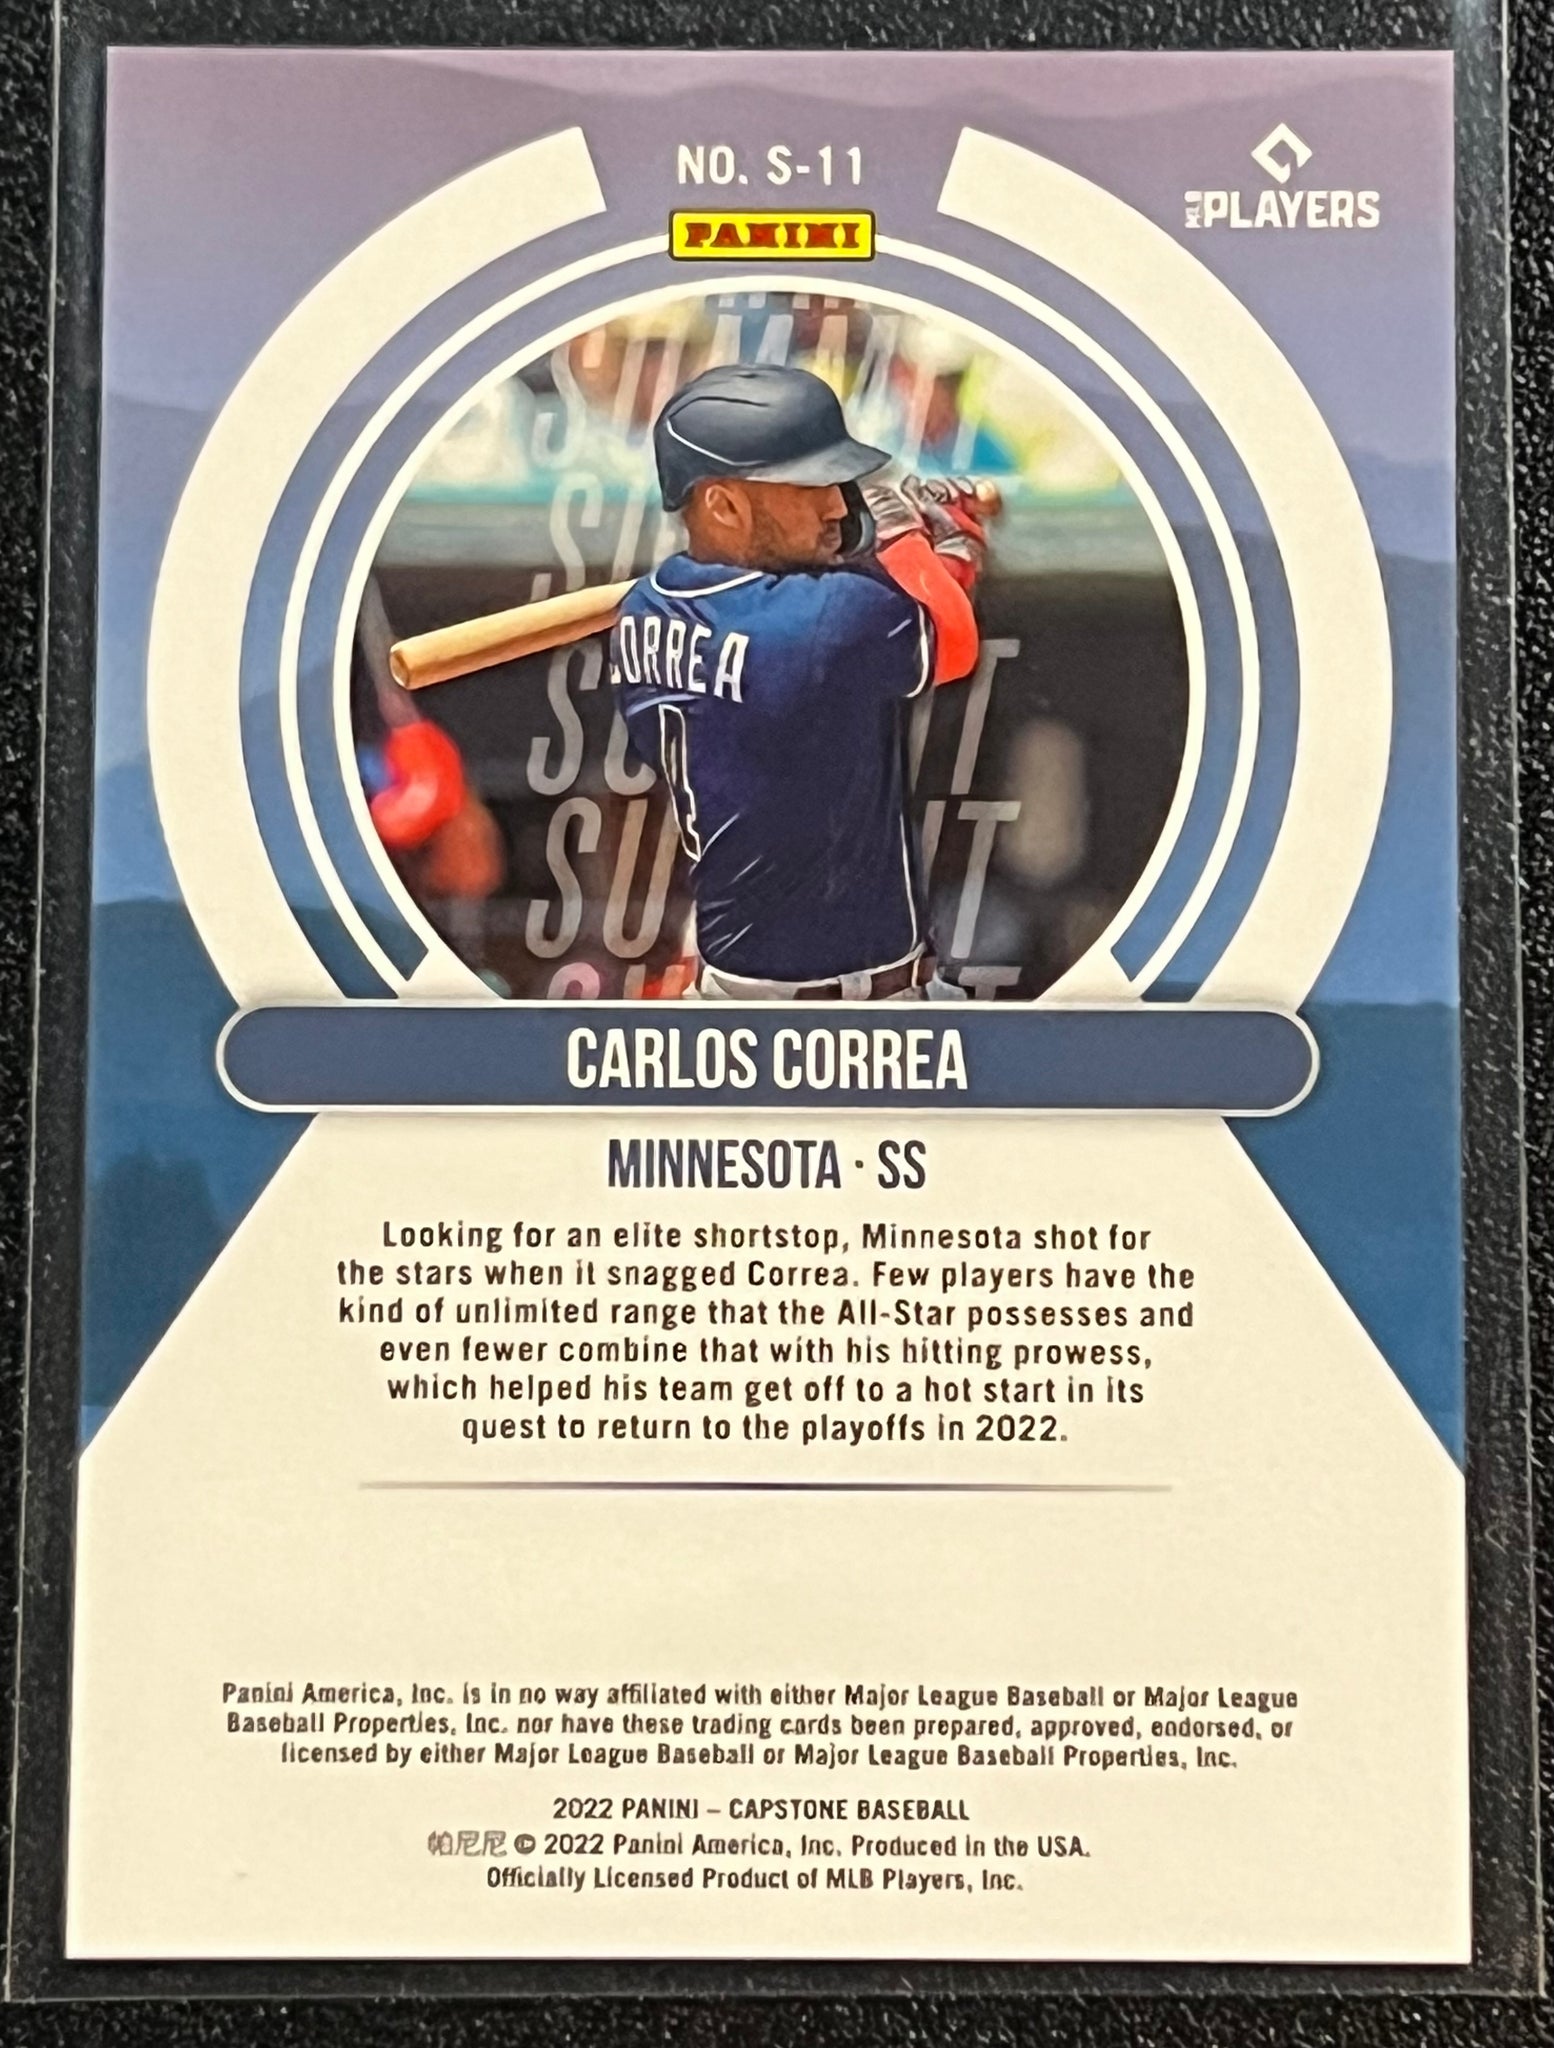 NO. S-11
PANINI
MLB PLAYERS
SUMMIT
SUMMIT
CORREA
SUMMIT
SUMMIT
CARLOS CORREA
MINNESOTA · SS
Looking for an elite shortstop, Minnesota shot for
the stars when it snagged Correa. Few players have the
kind of unlimited range that the All-Star possesses and
even fewer combine that with his hitting prowess,
which helped his team get off to a hot start in its
quest to return to the playoffs in 2022.
Panini America, Inc. is in no way affiliated with either Major League Baseball or Major League
Baseball Properties, Inc. nor have these trading cards been prepared, approved, endorsed, or
licensed by either Major League Baseball or Major League Baseball Properties, Inc.
2022 PANINI – CAPSTONE BASEBALL
帕尼尼 © 2022 Panini America, Inc. Produced in the USA.
Officially Licensed Product of MLB Players, Inc.